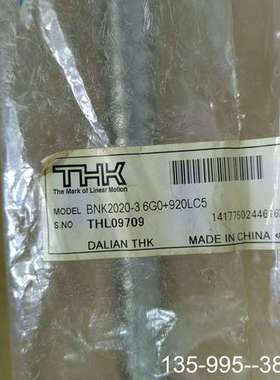 THK
The Mark of Linear Motion
MODEL BNK2020-3.6G0+920LC5
S.NO THL09709
DALIAN THK MADE IN CHINA
135-995--38